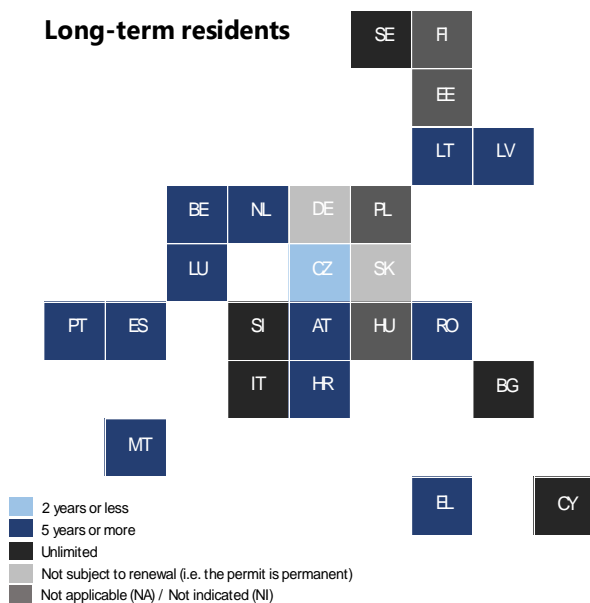 Long-term residents
SE FI
EE
LT LV
BE NL DE PL
LU CZ SK
PT ES SI AT HU RO
IT HR BG
MT
EL CY
2 years or less
5 years or more
Unlimited
Not subject to renewal (i.e. the permit is permanent)
Not applicable (NA) / Not indicated (NI)